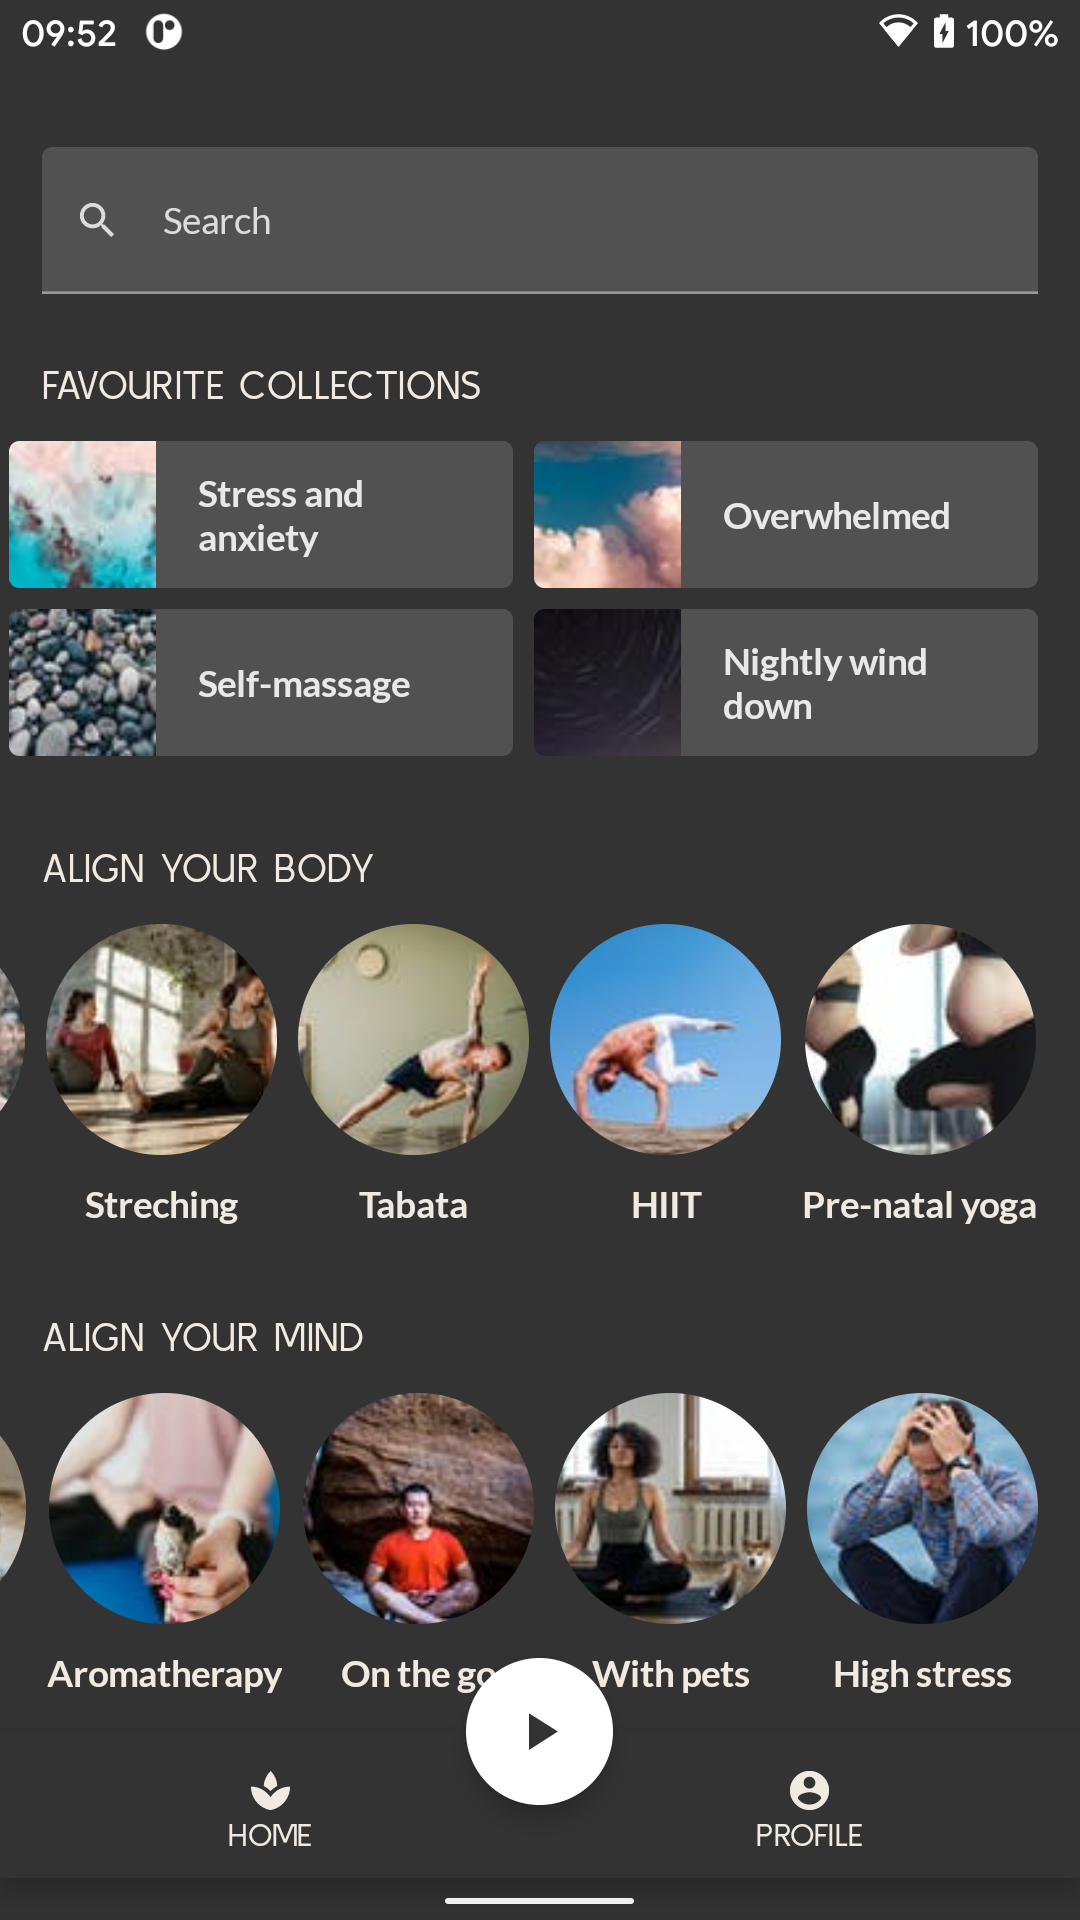 09:52
100%
Search
FAVOURITE COLLECTIONS
Stress and
anxiety
Overwhelmed
Self-massage
Nightly wind
down
ALIGN YOUR BODY
Streching
Tabata
HIIT
Pre-natal yoga
ALIGN YOUR MIND
Aromatherapy
On the go
With pets
High stress
HOME
PROFILE